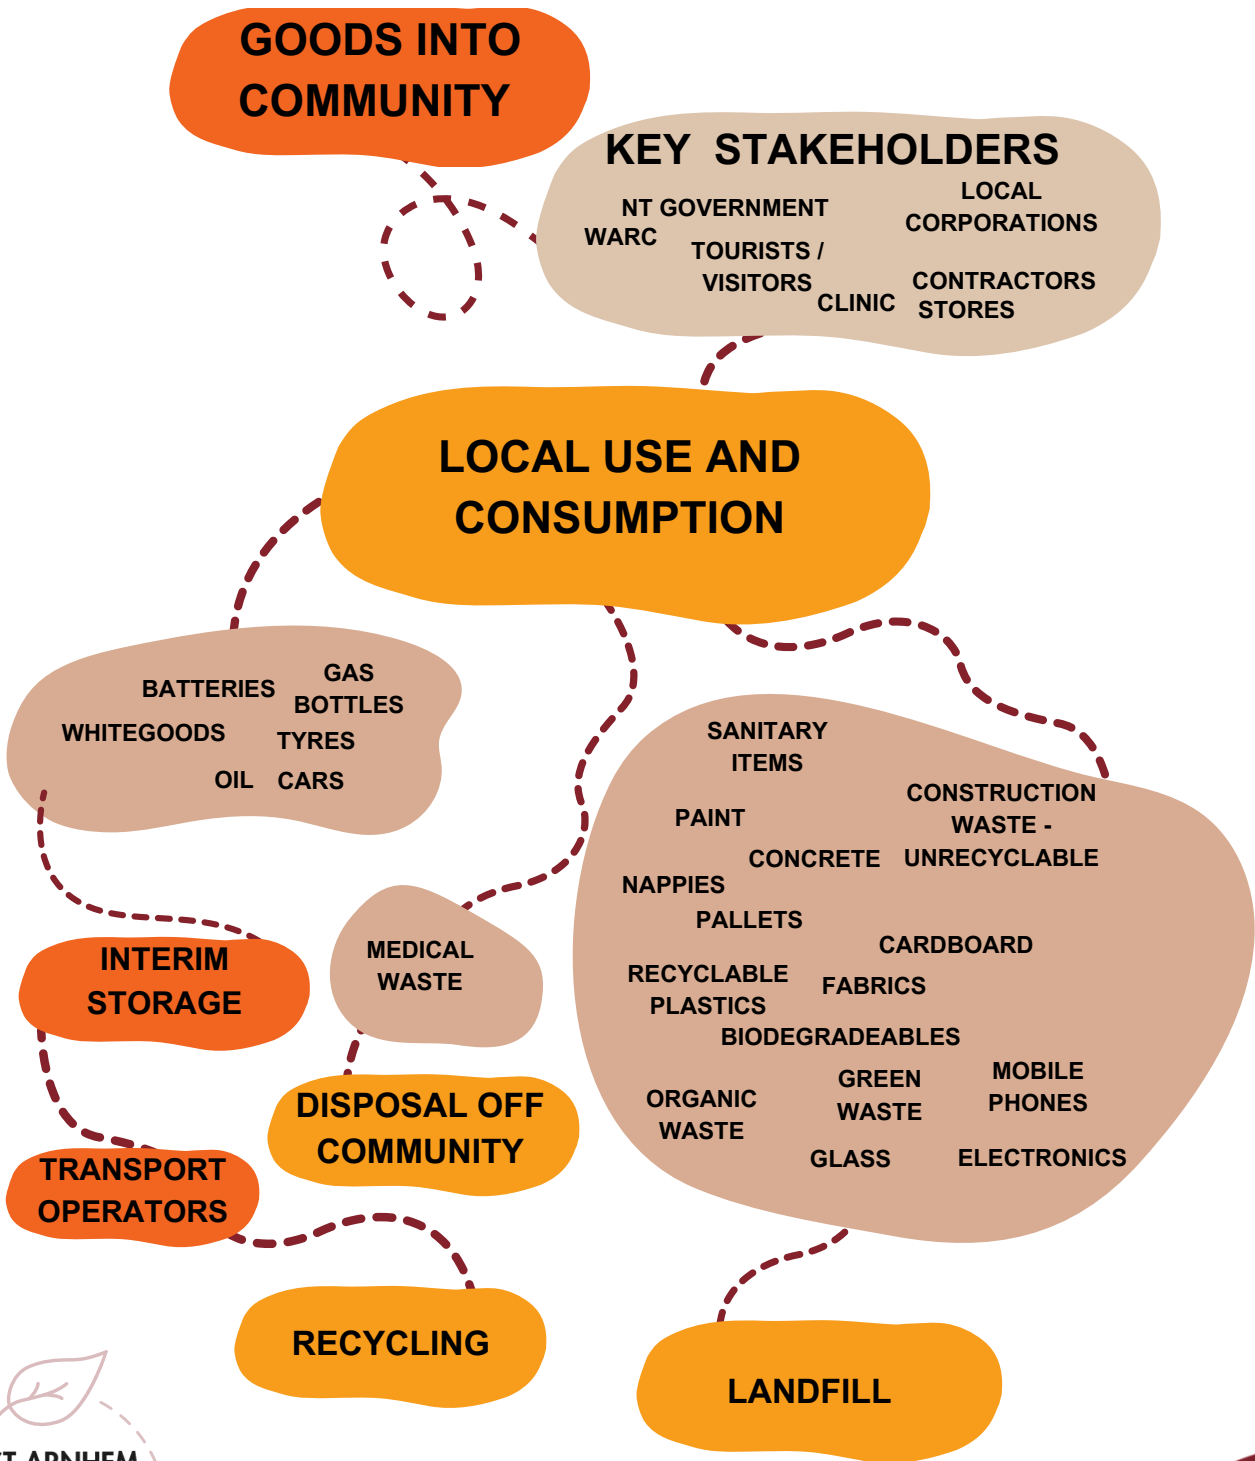 GOODS INTO
COMMUNITY
KEY STAKEHOLDERS
NT GOVERNMENT
WARC
TOURISTS /
VISITORS
CLINIC
LOCAL
CORPORATIONS
CONTRACTORS
STORES
LOCAL USE AND
CONSUMPTION
BATTERIES
GAS
BOTTLES
WHITEGOODS
TYRES
OIL
CARS
INTERIM
STORAGE
TRANSPORT
OPERATORS
RECYCLING
MEDICAL
WASTE
DISPOSAL OFF
COMMUNITY
SANITARY
ITEMS
PAINT
CONSTRUCTION
WASTE -
UNRECYCLABLE
CONCRETE
NAPPIES
PALLETS
CARDBOARD
RECYCLABLE
PLASTICS
FABRICS
BIODEGRADEABLES
ORGANIC
WASTE
GREEN
WASTE
MOBILE
PHONES
GLASS
ELECTRONICS
LANDFILL
ARNHEM